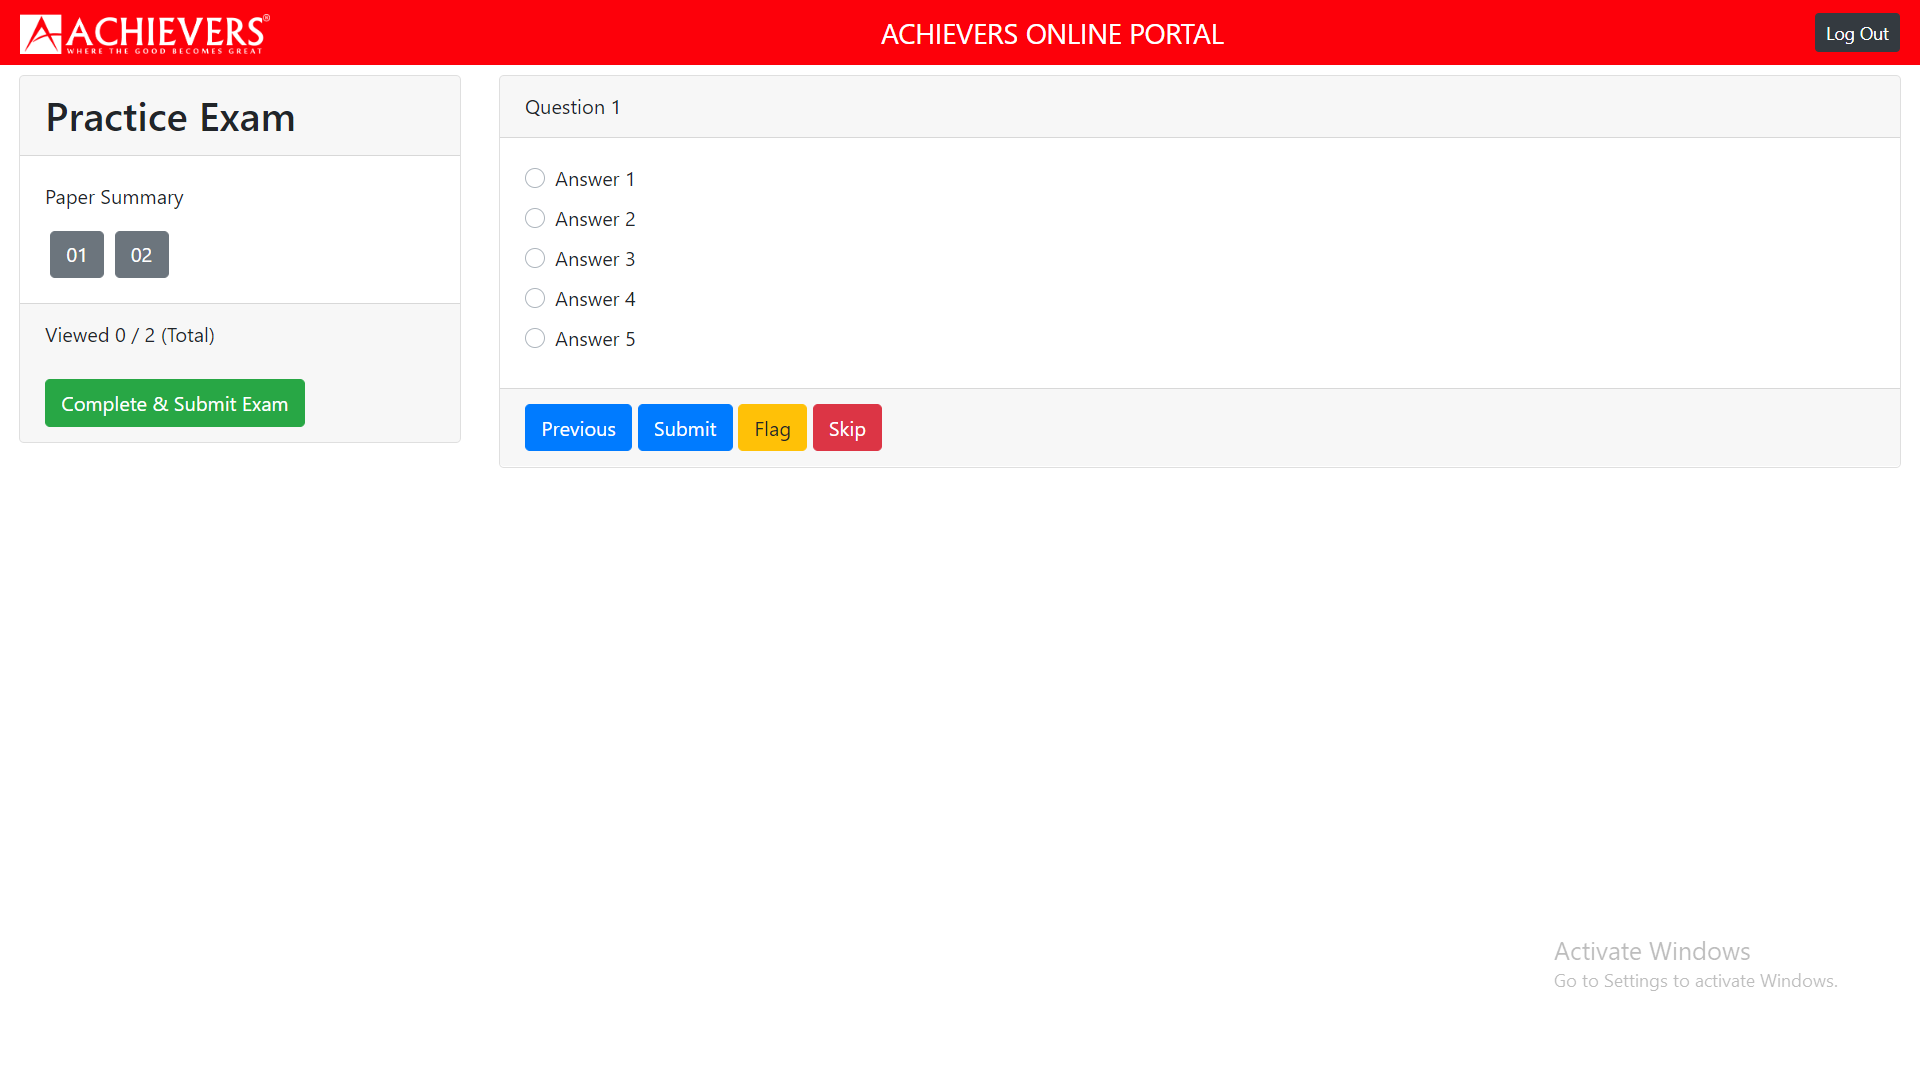 ACHIEVERS®
WHERE THE GOOD BECOMES GREAT
ACHIEVERS ONLINE PORTAL
Log Out
Practice Exam
Paper Summary
01 02
Viewed 0 / 2 (Total)
Complete & Submit Exam
Question 1
Answer 1
Answer 2
Answer 3
Answer 4
Answer 5
Previous Submit Flag Skip
Activate Windows
Go to Settings to activate Windows.